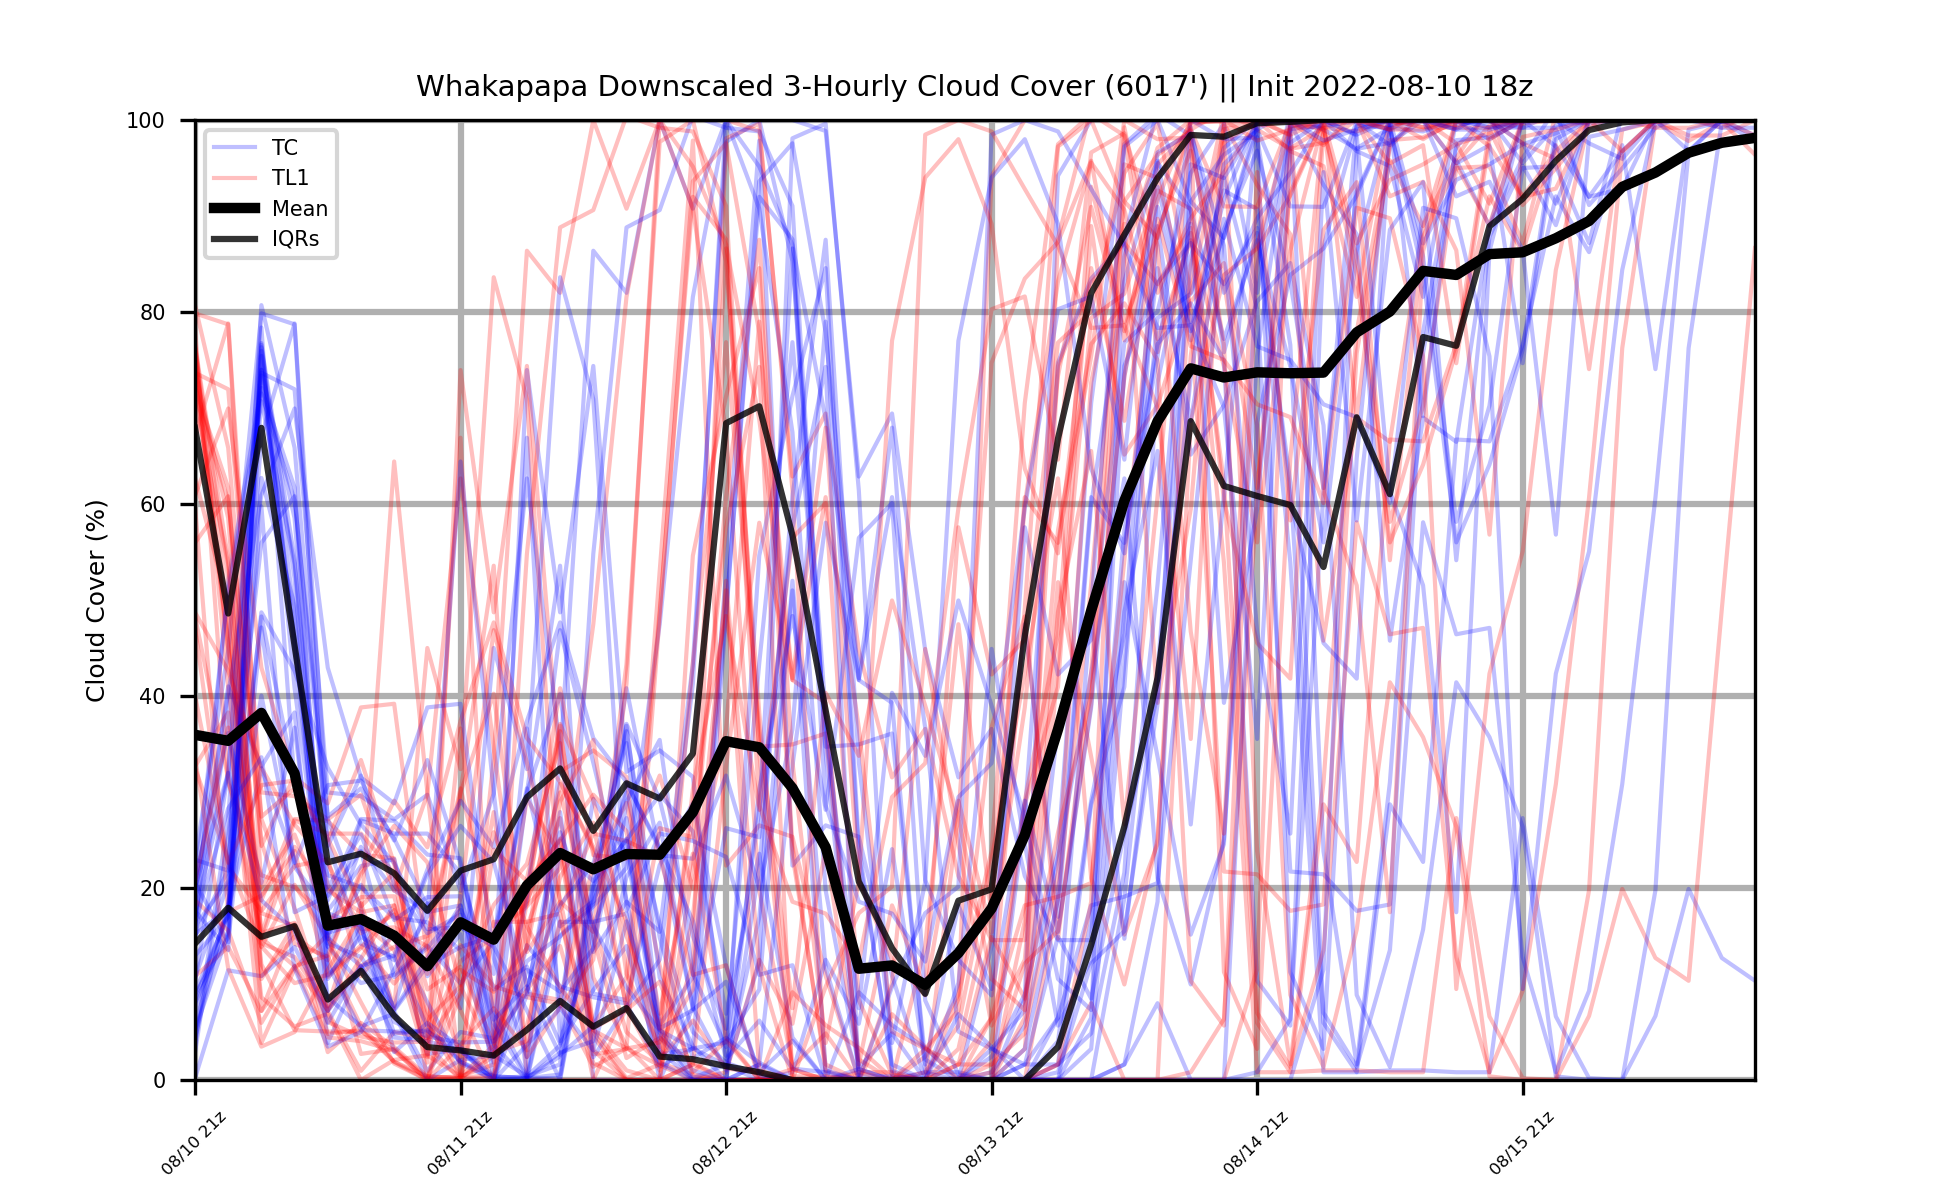 Whakapapa Downscaled 3-Hourly Cloud Cover (6017') || Init 2022-08-10 18z
TC
TL1
Mean
IQRs
Cloud Cover (%)
100
80
60
40
20
0
08/10 21z
08/11 21z
08/12 21z
08/13 21z
08/14 21z
08/15 21z